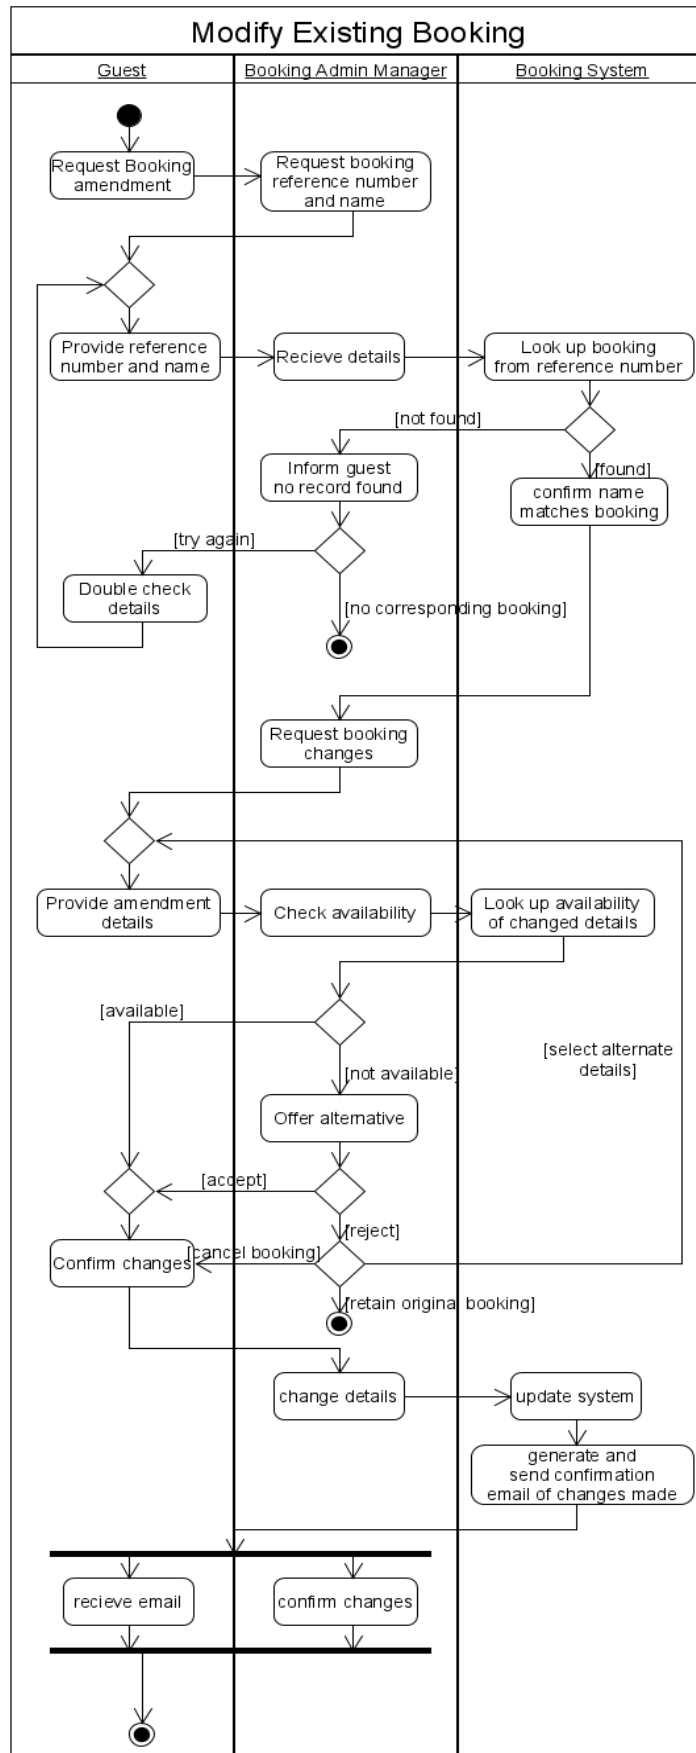 Modify Existing Booking
Guest
Booking Admin Manager
Booking System
Request Booking
amendment
Request booking
reference number
and name
Provide reference
number and name
Recieve details
Look up booking
from reference number
[not found]
[found]
Inform guest
no record found
confirm name
matches booking
[try again]
Double check
details
[no corresponding booking]
Request booking
changes
Provide amendment
details
Check availability
Look up availability
of changed details
[available]
[not available]
[select alternate
details]
Offer alternative
[accept]
[reject]
Confirm changes
[cancel booking]
[retain original booking]
change details
update system
generate and
send confirmation
email of changes made
recieve email
confirm changes